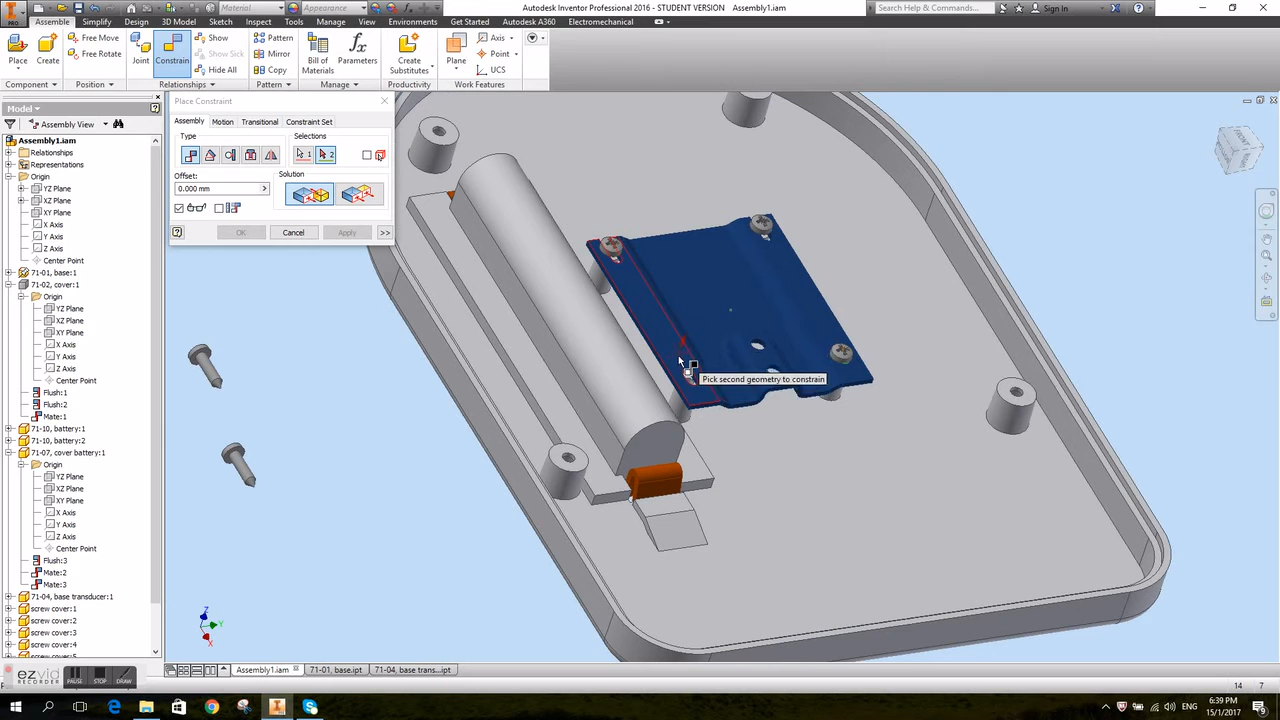 Material
Appearance
Autodesk Inventor Professional 2016 - STUDENT VERSION Assembly1.iam
Search Help & Commands...
Sign In
PRO
Assemble Simplify Design 3D Model Sketch Inspect Tools Manage View Environments Get Started Autodesk A360 Electromechanical
Free Move
Free Rotate
Show
Show Sick
Hide All
Pattern
Mirror
Copy
Axis
Point
UCS
Place Create Joint Constrain Bill of Materials Parameters Create Substitutes Plane
Component Position Relationships Pattern Manage Productivity Work Features
Model
Assembly View
Assembly1.iam
Relationships
Representations
Origin
YZ Plane
XZ Plane
XY Plane
X Axis
Y Axis
Z Axis
Center Point
71-01, base:1
71-02, cover:1
Origin
YZ Plane
XZ Plane
XY Plane
X Axis
Y Axis
Z Axis
Center Point
Flush:1
Flush:2
Mate:1
71-10, battery:1
71-10, battery:2
71-07, cover battery:1
Origin
YZ Plane
XZ Plane
XY Plane
X Axis
Y Axis
Z Axis
Center Point
Flush:3
Mate:2
Mate:3
71-04, base transducer:1
screw cover:1
screw cover:2
screw cover:3
screw cover:4
Place Constraint
Assembly Motion Transitional Constraint Set
Type
Selections
1
2
Offset:
Solution
0.000 mm
OK Cancel Apply >>
Pick second geometry to constrain
Z
Y
X
Assembly1.iam 71-01, base.ipt 71-04, base trans...ipt
ezvid
RECORDER
PAUSE STOP DRAW
14 7
ENG
6:39 PM
15/1/2017